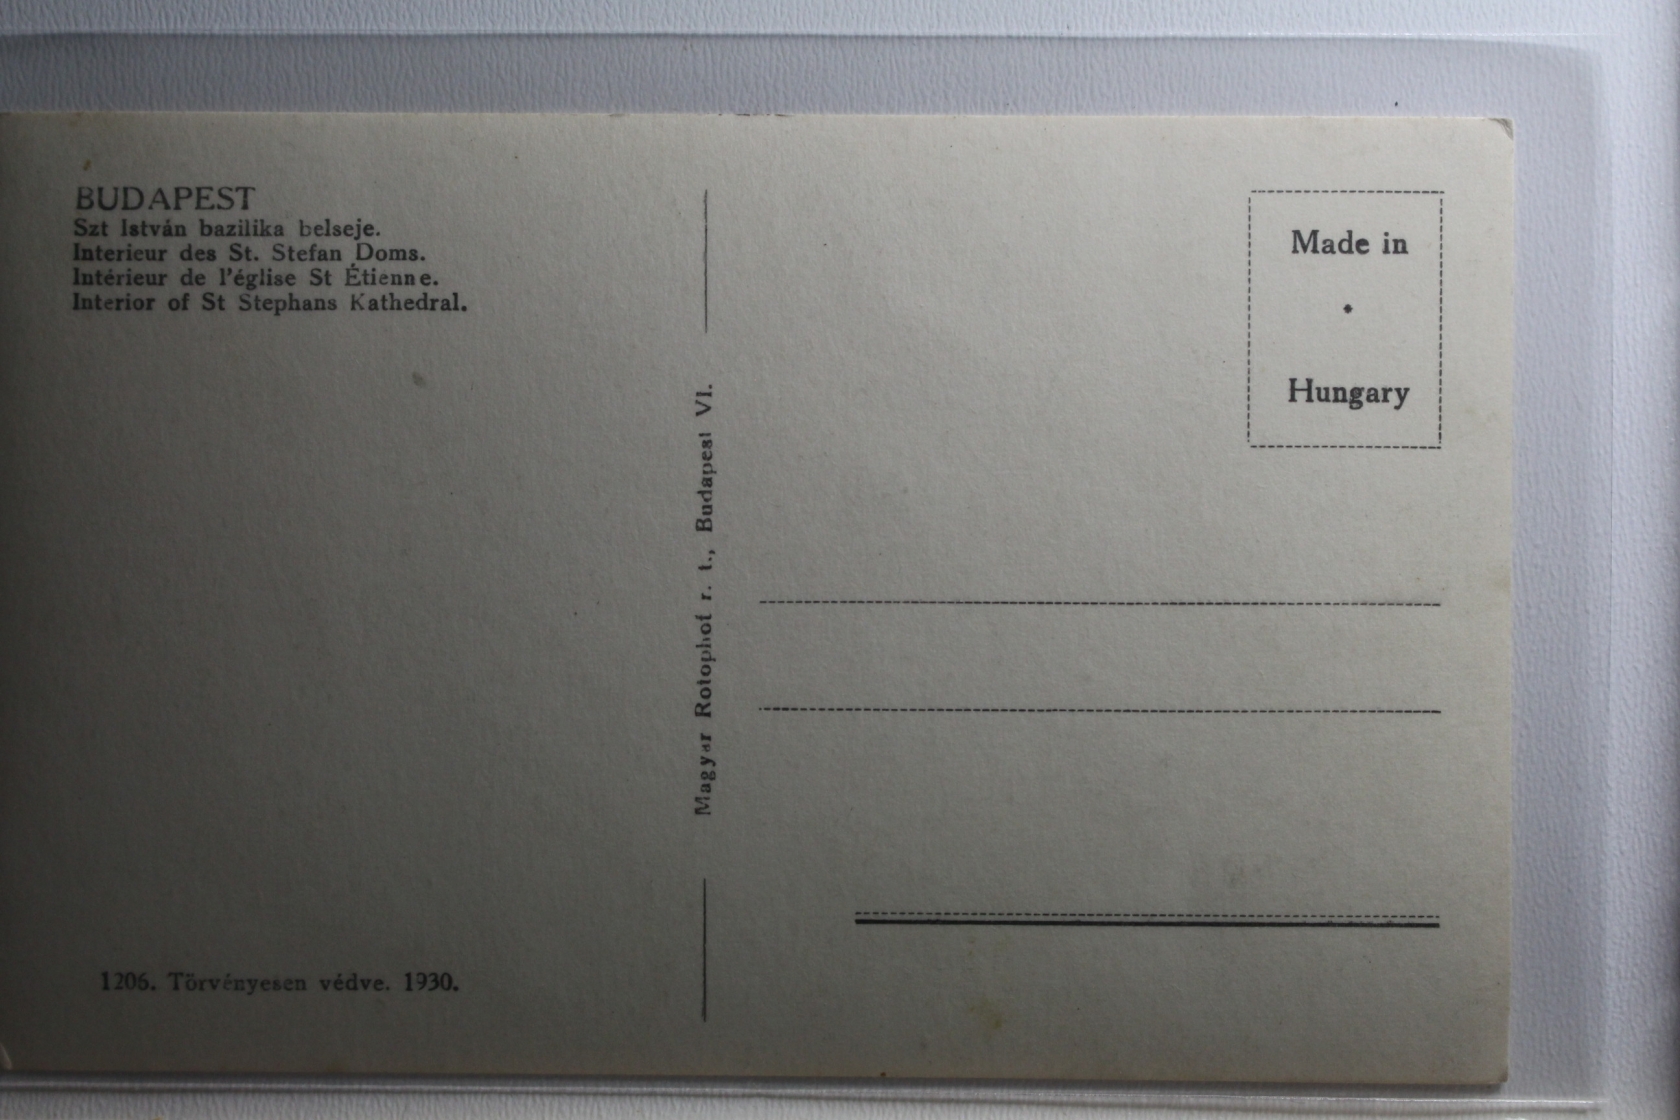 BUDAPEST
Szt István bazilika belseje.
Interieur des St. Stefan Doms.
Intérieur de l'église St Étienne.
Interior of St Stephans Kathedral.
1206. Törvényesen védve. 1930.
Magyar Rotophot r. t., Budapest VI.
Made in
•
Hungary